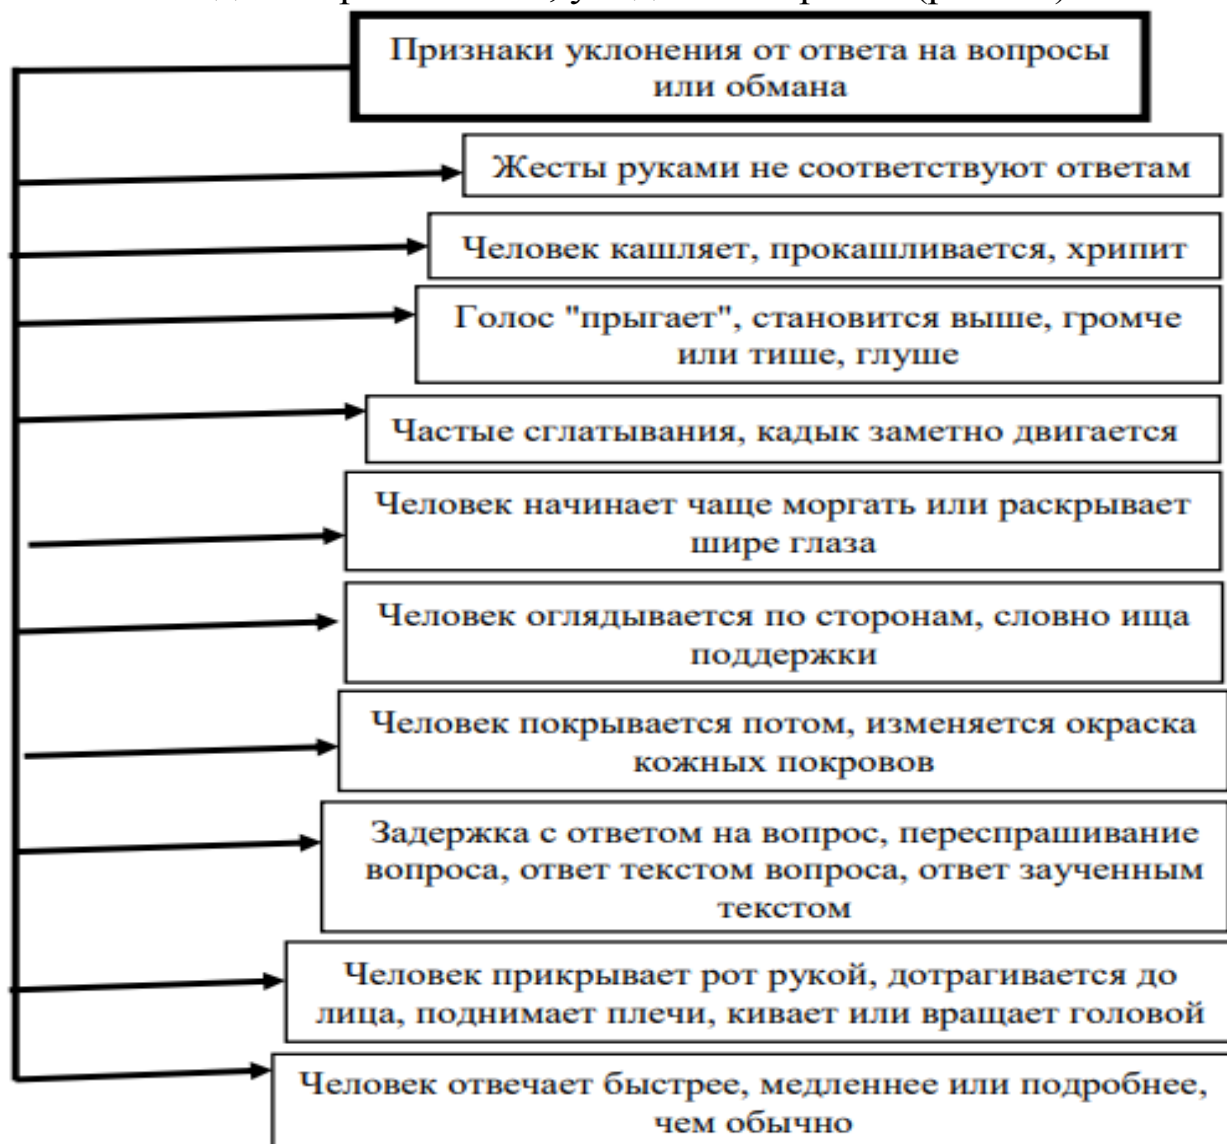 Признаки уклонения от ответа на вопросы
или обмана
Жесты руками не соответствуют ответам
Человек кашляет, прокашливается, хрипит
Голос "прыгает", становится выше, громче
или тише, глуше
Частые сглатывания, кадык заметно двигается
Человек начинает чаще моргать или раскрывает
шире глаза
Человек оглядывается по сторонам, словно ища
поддержки
Человек покрывается потом, изменяется окраска
кожных покровов
Задержка с ответом на вопрос, переспрашивание
вопроса, ответ текстом вопроса, ответ заученным
текстом
Человек прикрывает рот рукой, дотрагивается до
лица, поднимает плечи, кивает или вращает головой
Человек отвечает быстрее, медленнее или подробнее,
чем обычно